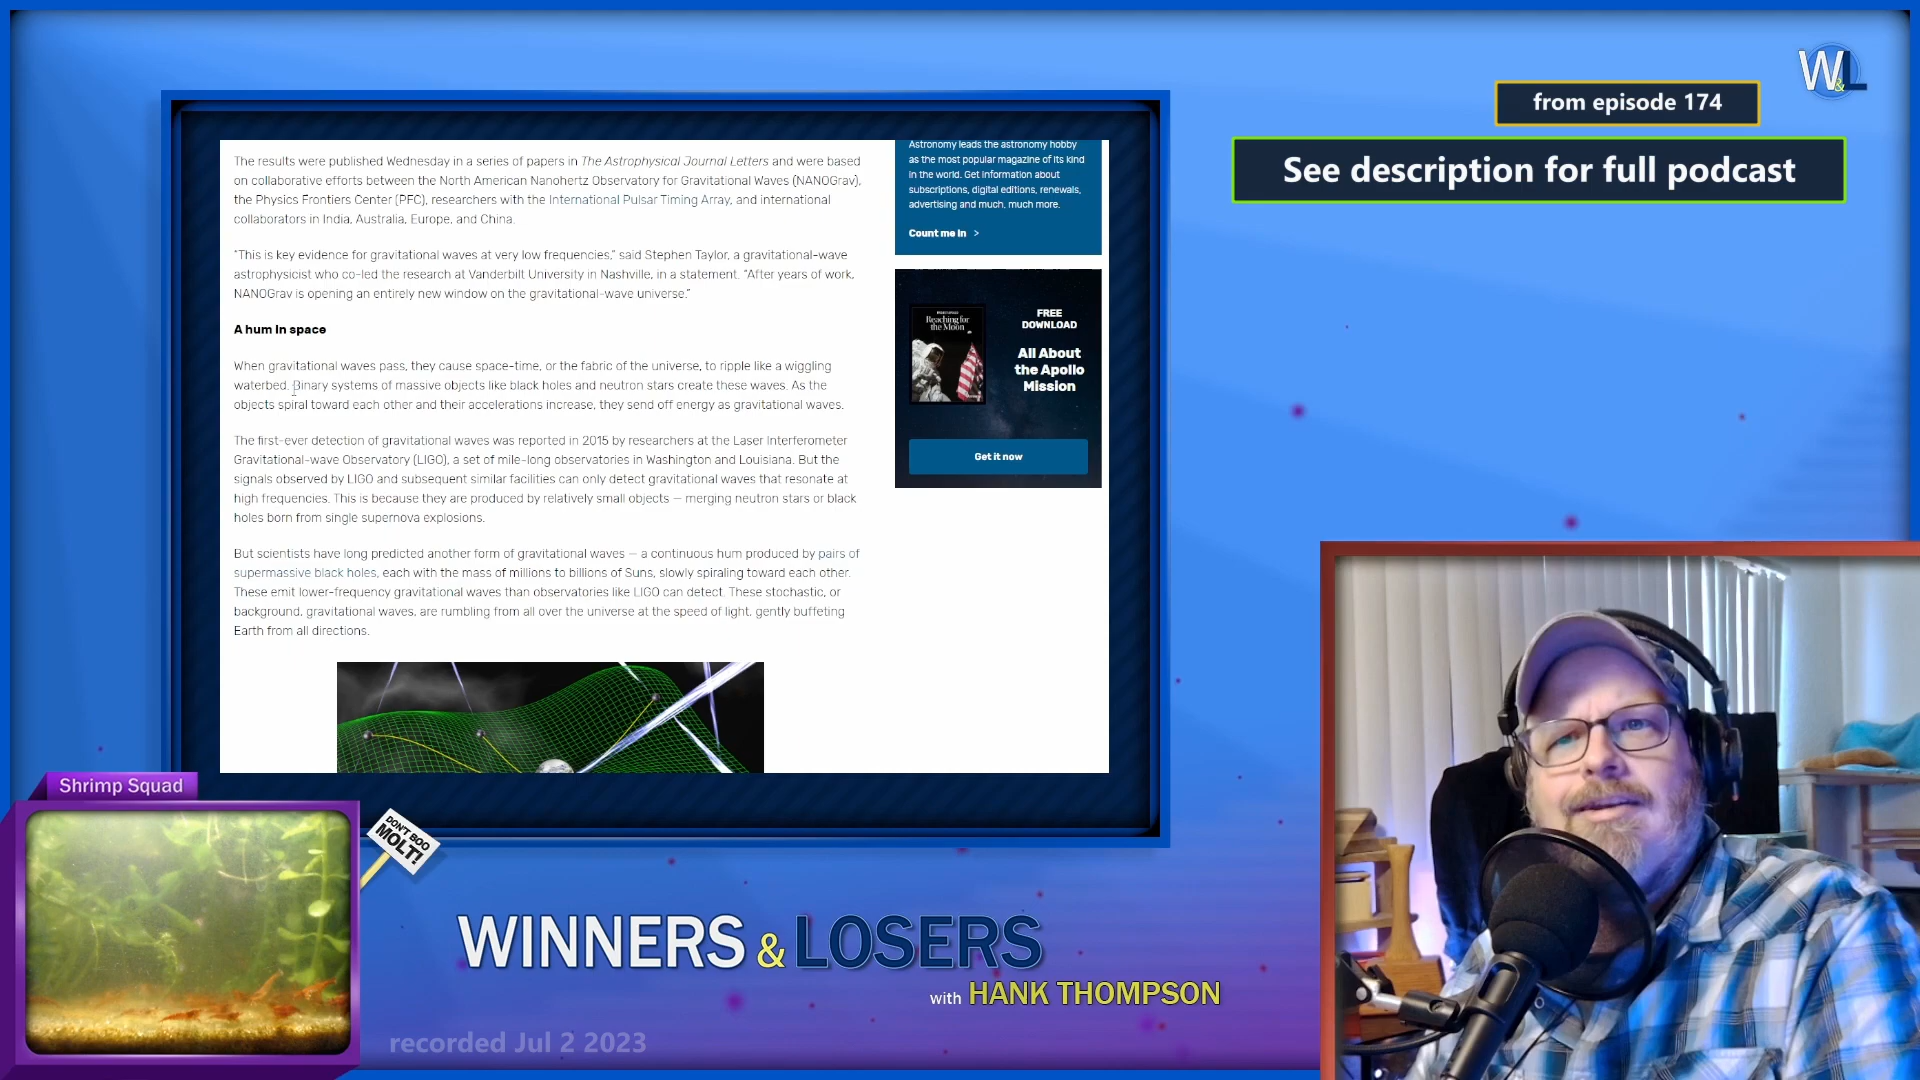 W&L
from episode 174
See description for full podcast
The results were published Wednesday in a series of papers in The Astrophysical Journal Letters and were based
on collaborative efforts between the North American Nanohertz Observatory for Gravitational Waves (NANOGrav),
the Physics Frontiers Center (PFC), researchers with the International Pulsar Timing Array, and international
collaborators in India, Australia, Europe, and China.
“This is key evidence for gravitational waves at very low frequencies,” said Stephen Taylor, a gravitational-wave
astrophysicist who co-led the research at Vanderbilt University in Nashville, in a statement. “After years of work,
NANOGrav is opening an entirely new window on the gravitational-wave universe.”
A hum in space
When gravitational waves pass, they cause space-time, or the fabric of the universe, to ripple like a wiggling
waterbed. Binary systems of massive objects like black holes and neutron stars create these waves. As the
objects spiral toward each other and their accelerations increase, they send off energy as gravitational waves.
The first-ever detection of gravitational waves was reported in 2015 by researchers at the Laser Interferometer
Gravitational-wave Observatory (LIGO), a set of mile-long observatories in Washington and Louisiana. But the
signals observed by LIGO and subsequent similar facilities can only detect gravitational waves that resonate at
high frequencies. This is because they are produced by relatively small objects — merging neutron stars or black
holes born from single supernova explosions.
But scientists have long predicted another form of gravitational waves — a continuous hum produced by pairs of
supermassive black holes, each with the mass of millions to billions of Suns, slowly spiraling toward each other.
These emit lower-frequency gravitational waves than observatories like LIGO can detect. These stochastic, or
background, gravitational waves, are rumbling from all over the universe at the speed of light, gently buffeting
Earth from all directions.
Astronomy leads the astronomy hobby
as the most popular magazine of its kind
in the world. Get information about
subscriptions, digital editions, renewals,
advertising and much, much more.
Count me in >
Reaching for
the Moon
FREE
DOWNLOAD
All About
the Apollo
Mission
Get it now
Shrimp Squad
DON'T BOO
MOLT!
WINNERS & LOSERS
with HANK THOMPSON
recorded Jul 2 2023